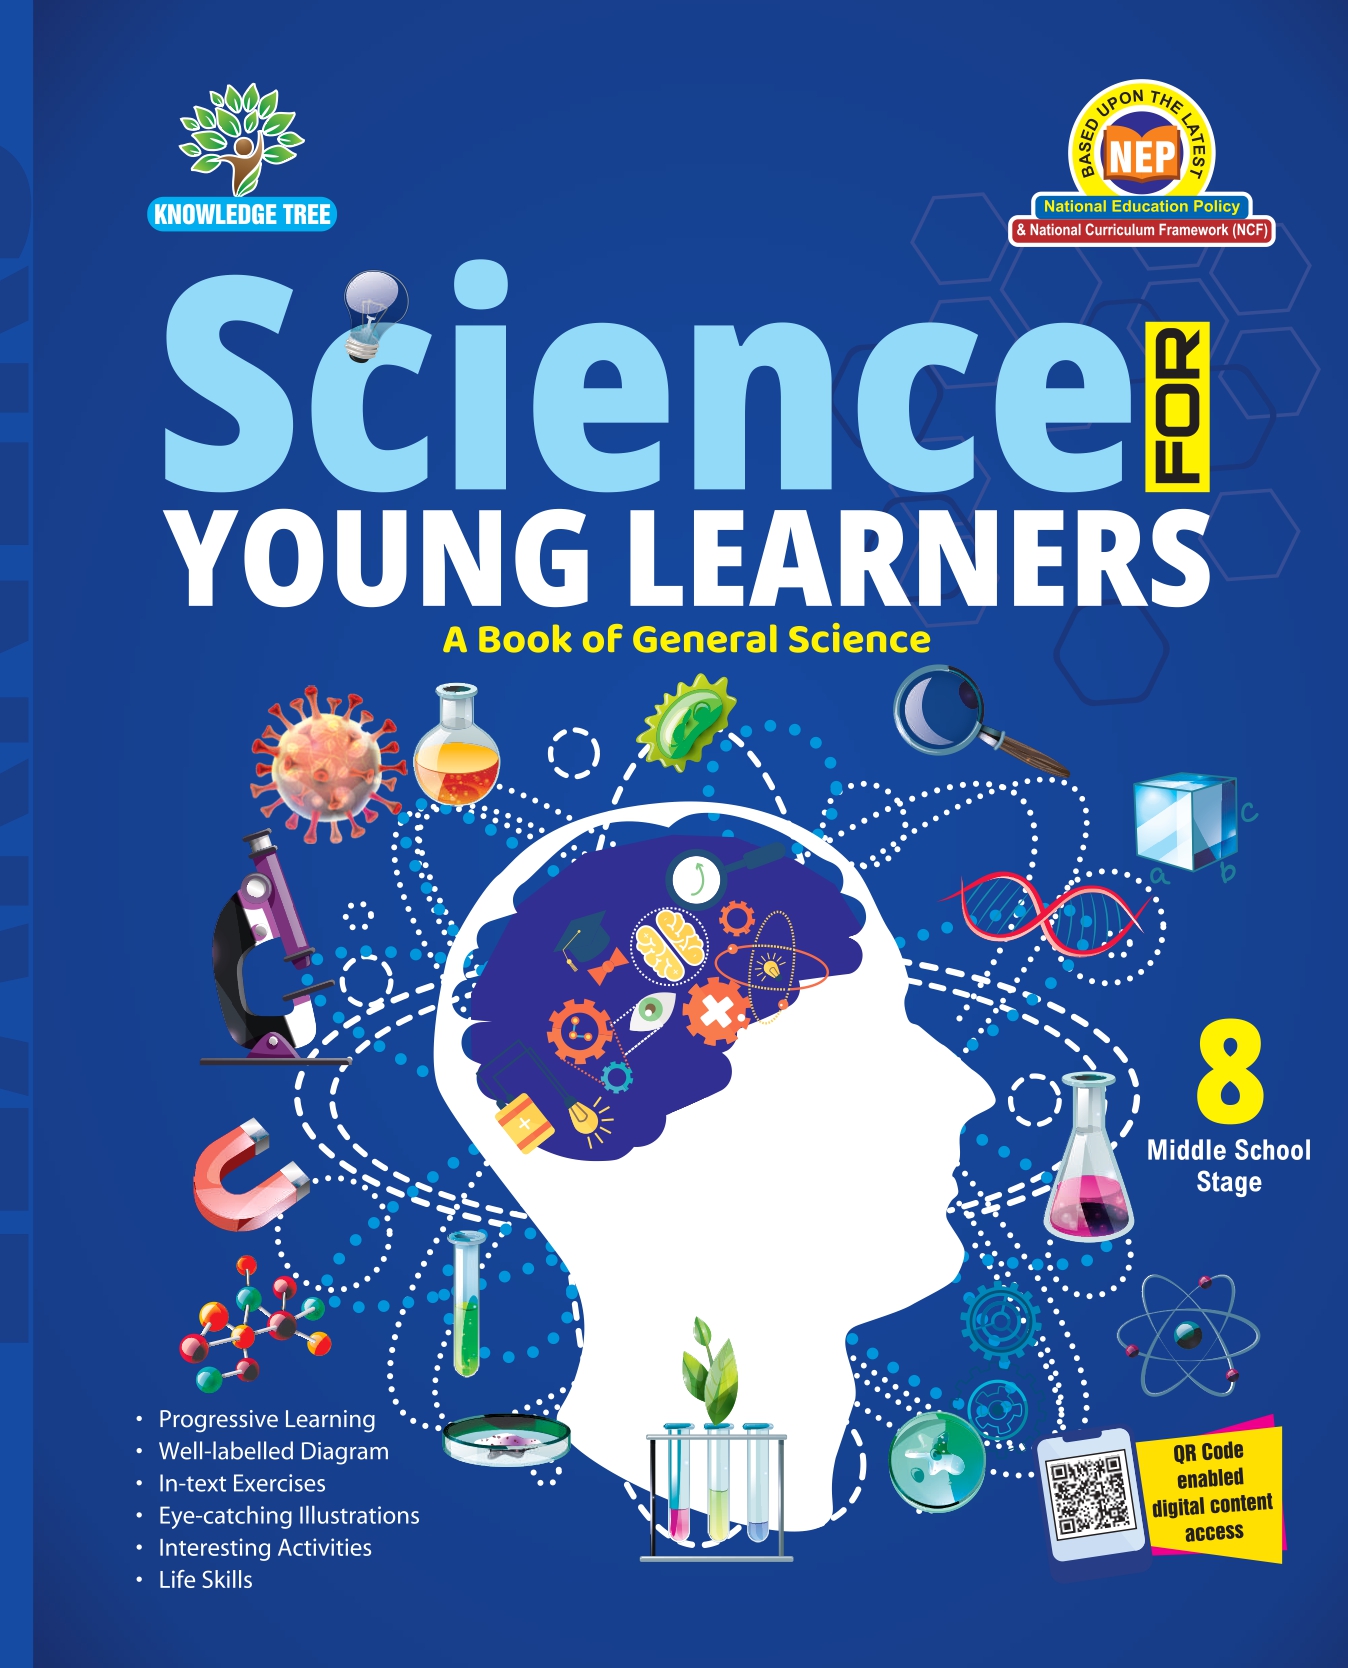 KNOWLEDGE TREE
BASED UPON THE LATEST
NEP
National Education Policy
& National Curriculum Framework (NCF)
Science
FOR
YOUNG LEARNERS
A Book of General Science
c
a
b
8
Middle School
Stage
• Progressive Learning
• Well-labelled Diagram
• In-text Exercises
• Eye-catching Illustrations
• Interesting Activities
• Life Skills
QR Code
enabled
digital content
access